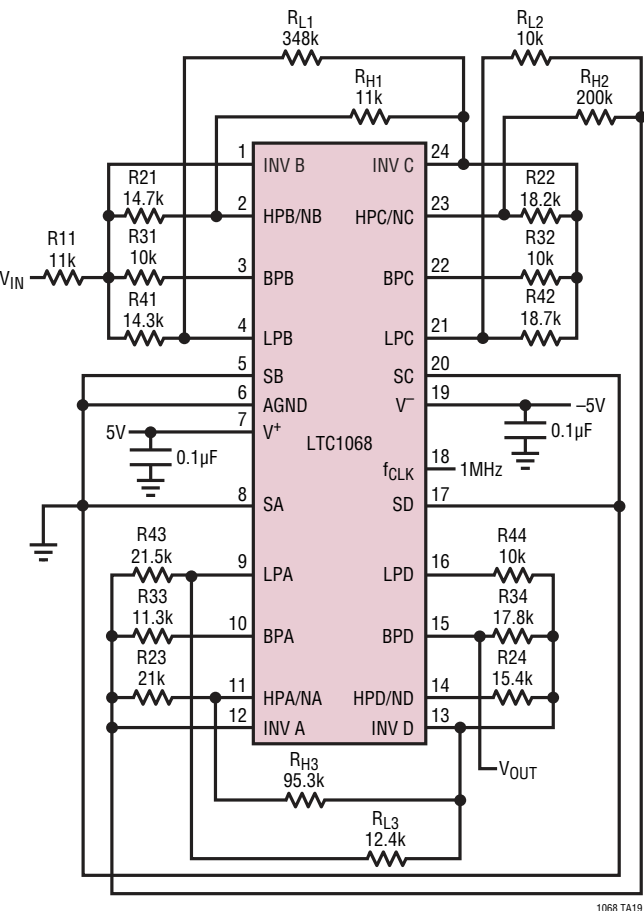 RL1
348k
RL2
10k
RH1
11k
RH2
200k
1
INV B
INV C
24
R21
14.7k
2
HPB/NB
HPC/NC
23
R22
18.2k
R11
11k
VIN
R31
10k
3
BPB
BPC
22
R32
10k
R41
14.3k
4
LPB
LPC
21
R42
18.7k
5
SB
SC
20
6
AGND
V–
19
–5V
5V
7
V+
0.1µF
0.1µF
LTC1068
fCLK
18
1MHz
8
SA
SD
17
R43
21.5k
9
LPA
LPD
16
R44
10k
R33
11.3k
10
BPA
BPD
15
R34
17.8k
R23
21k
11
HPA/NA
HPD/ND
14
R24
15.4k
12
INV A
INV D
13
RH3
95.3k
VOUT
RL3
12.4k
1068 TA19